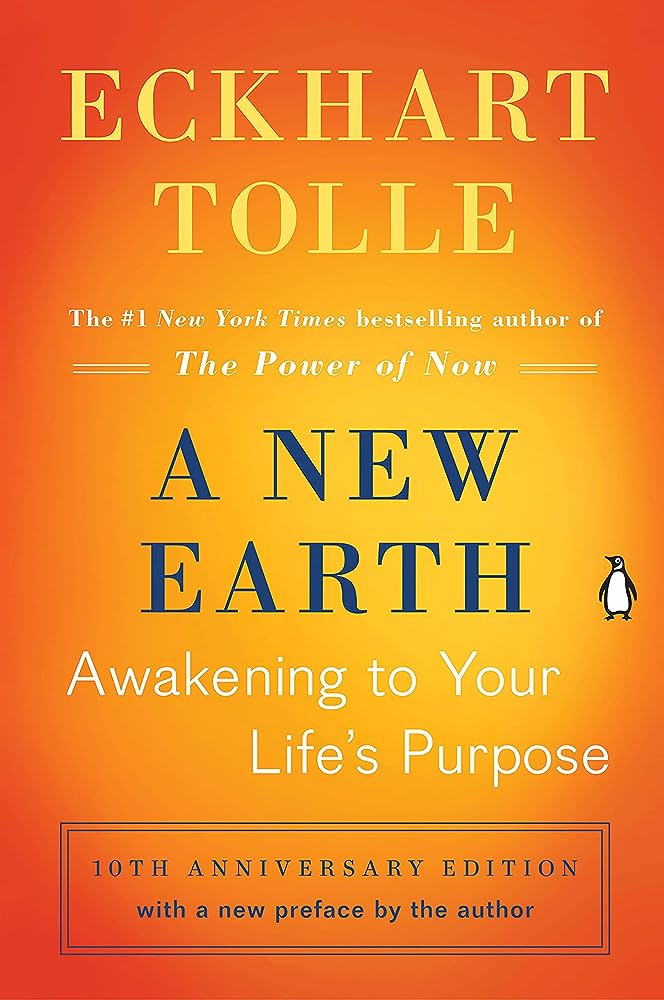 ECKHART
TOLLE
The #1 New York Times bestselling author of
The Power of Now
A NEW
EARTH
Awakening to Your
Life’s Purpose
10TH ANNIVERSARY EDITION
with a new preface by the author